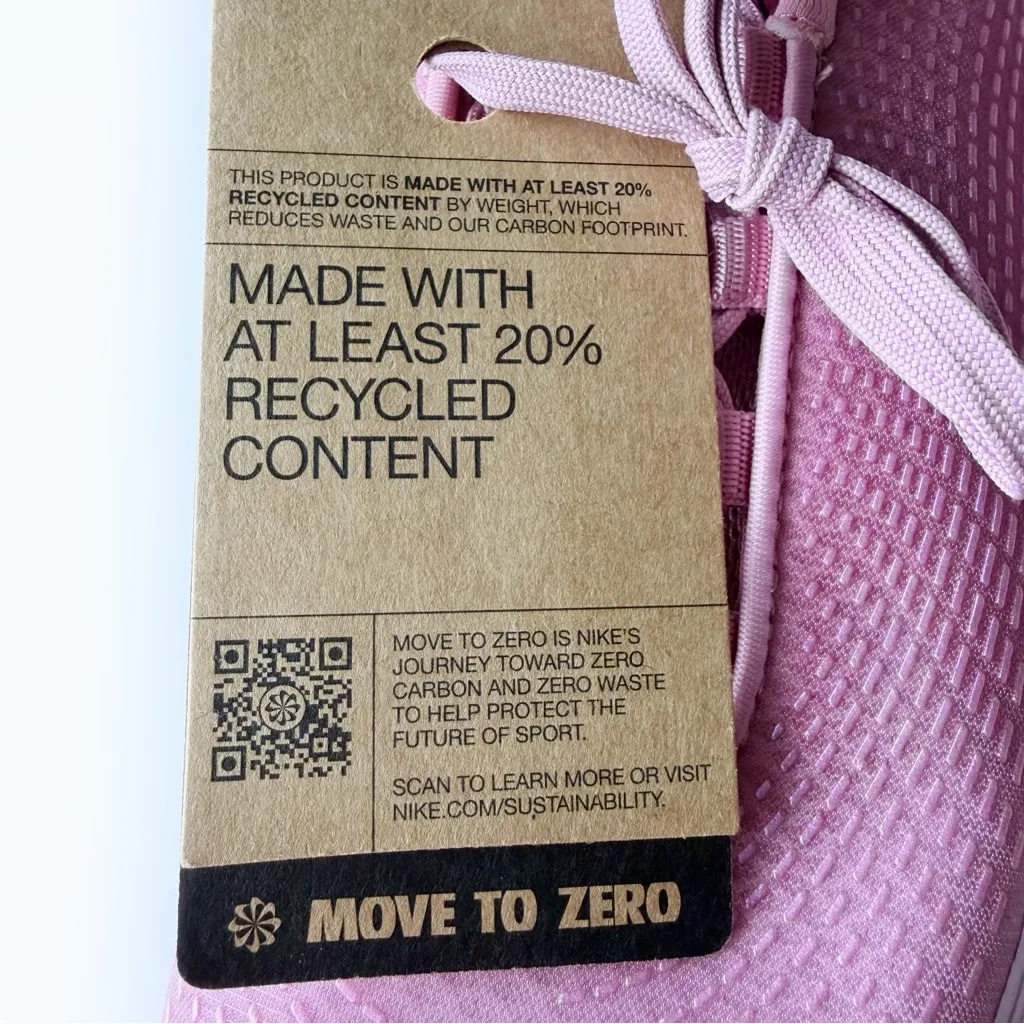 THIS PRODUCT IS MADE WITH AT LEAST 20%
RECYCLED CONTENT BY WEIGHT, WHICH
REDUCES WASTE AND OUR CARBON FOOTPRINT.
MADE WITH
AT LEAST 20%
RECYCLED
CONTENT
MOVE TO ZERO IS NIKE'S
JOURNEY TOWARD ZERO
CARBON AND ZERO WASTE
TO HELP PROTECT THE
FUTURE OF SPORT.
SCAN TO LEARN MORE OR VISIT
NIKE.COM/SUSTAINABILITY.
MOVE TO ZERO